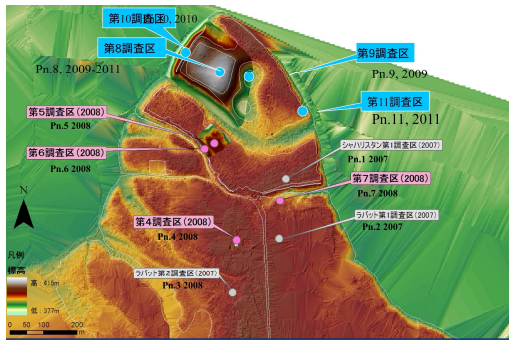 第10調査区 Pn.10, 2010
第8調査区
Pn.8, 2009-2011
第9調査区
Pn.9, 2009
第11調査区
Pn.11, 2011
第5調査区(2008)
Pn.5 2008
第6調査区(2008)
Pn.6 2008
シャハリスタン第1調査区(2007)
Pn.1 2007
第7調査区(2008)
Pn.7 2008
第4調査区(2008)
Pn.4 2008
ラバット第1調査区(2007)
Pn.2 2007
ラバット第2調査区(2007)
Pn.3 2008
N
凡例
標高
高 : 415m
低 : 377m
0 50 100 200
m